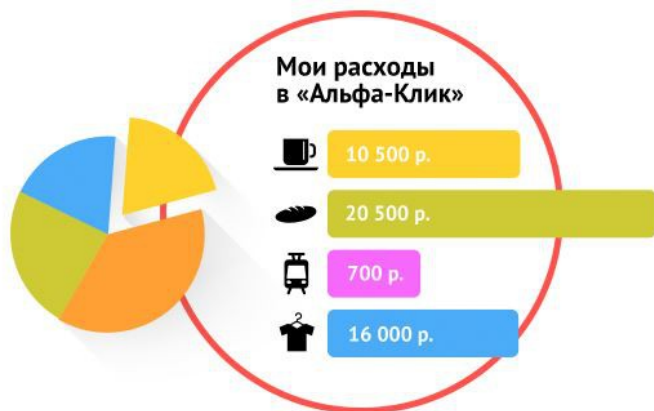 Мои расходы
в «Альфа-Клик»
10 500 р.
20 500 р.
700 р.
16 000 р.